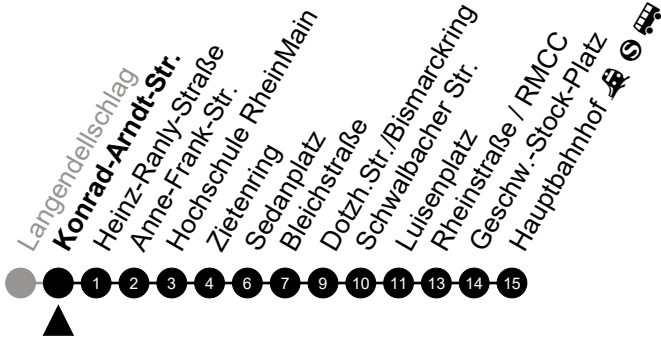 Langendellschlag
Konrad-Arndt-Str.
Heinz-Ranly-Straße
Anne-Frank-Str.
Hochschule RheinMain
Zietenring
Sedanplatz
Bleichstraße
Dotzh.Str./Bismarckring
Schwalbacher Str.
Luisenplatz
Rheinstraße / RMCC
Geschw.-Stock-Platz
Hauptbahnhof S
1 2 3 4 6 7 9 10 11 13 14 15